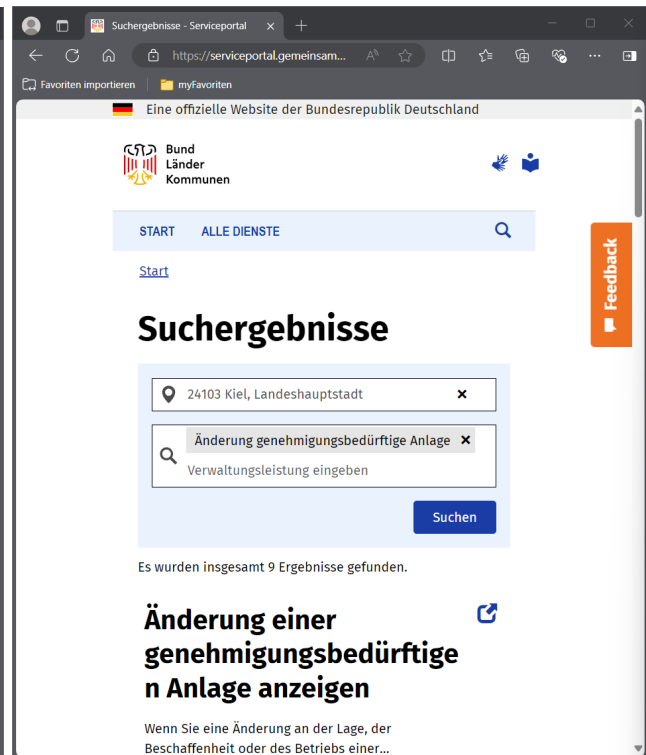 Suchergebnisse - Serviceportal
https://serviceportal.gemeinsam...
Favoriten importieren
myFavoriten
Eine offizielle Website der Bundesrepublik Deutschland
Bund
Länder
Kommunen
START ALLE DIENSTE
Start
Feedback
Suchergebnisse
24103 Kiel, Landeshauptstadt
Änderung genehmigungsbedürftige Anlage
Verwaltungsleistung eingeben
Suchen
Es wurden insgesamt 9 Ergebnisse gefunden.
Änderung einer
genehmigungsbedürftige
n Anlage anzeigen
Wenn Sie eine Änderung an der Lage, der
Beschaffenheit oder des Betriebs einer...